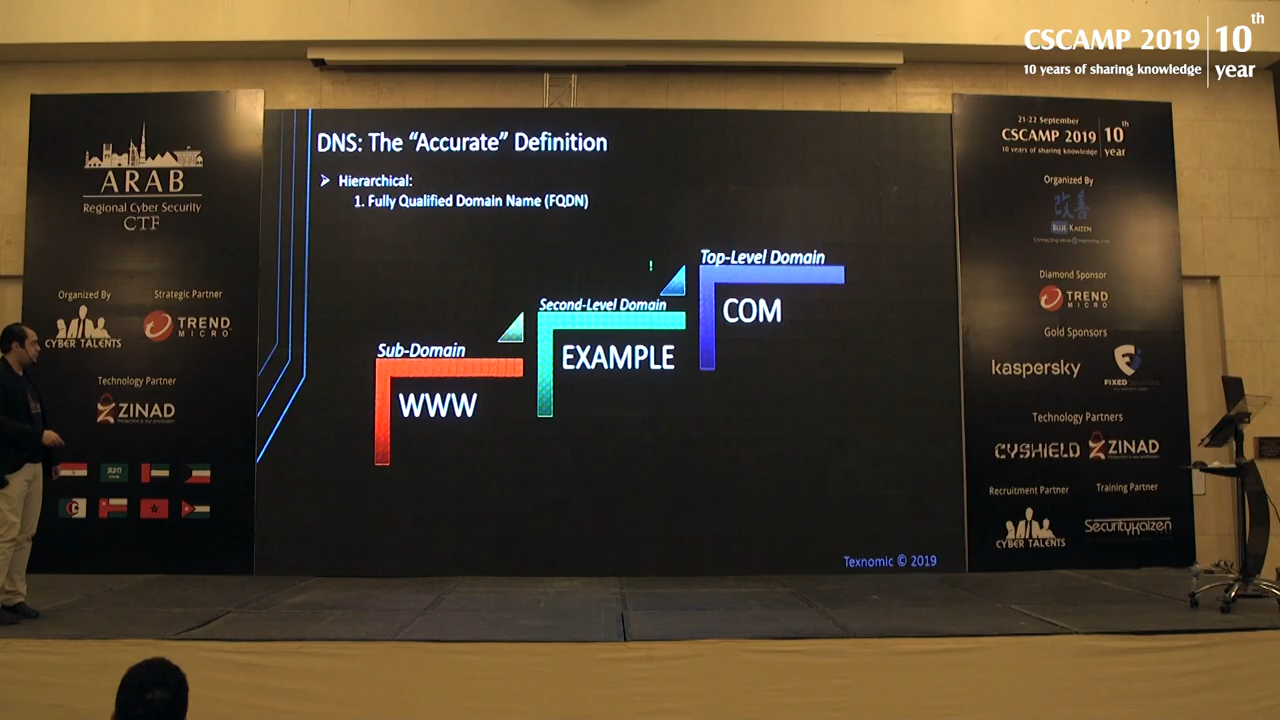 CSCAMP 2019 | 10th year
10 years of sharing knowledge
ARAB
Regional Cyber Security
CTF
Organized By
CYBER TALENTS
Strategic Partner
TREND MICRO
Technology Partner
ZINAD
DNS: The “Accurate” Definition
➢ Hierarchical:
1. Fully Qualified Domain Name (FQDN)
Sub-Domain
WWW
Second-Level Domain
EXAMPLE
Top-Level Domain
COM
Texnomic © 2019
21-22 September
CSCAMP 2019 | 10th year
10 years of sharing knowledge
Organized By
改善
BLUE KAIZEN
Diamond Sponsor
TREND MICRO
Gold Sponsors
kaspersky
FIXED
Technology Partners
CYSHIELD
ZINAD
Recruitment Partner
CYBER TALENTS
Training Partner
Securitykaizen